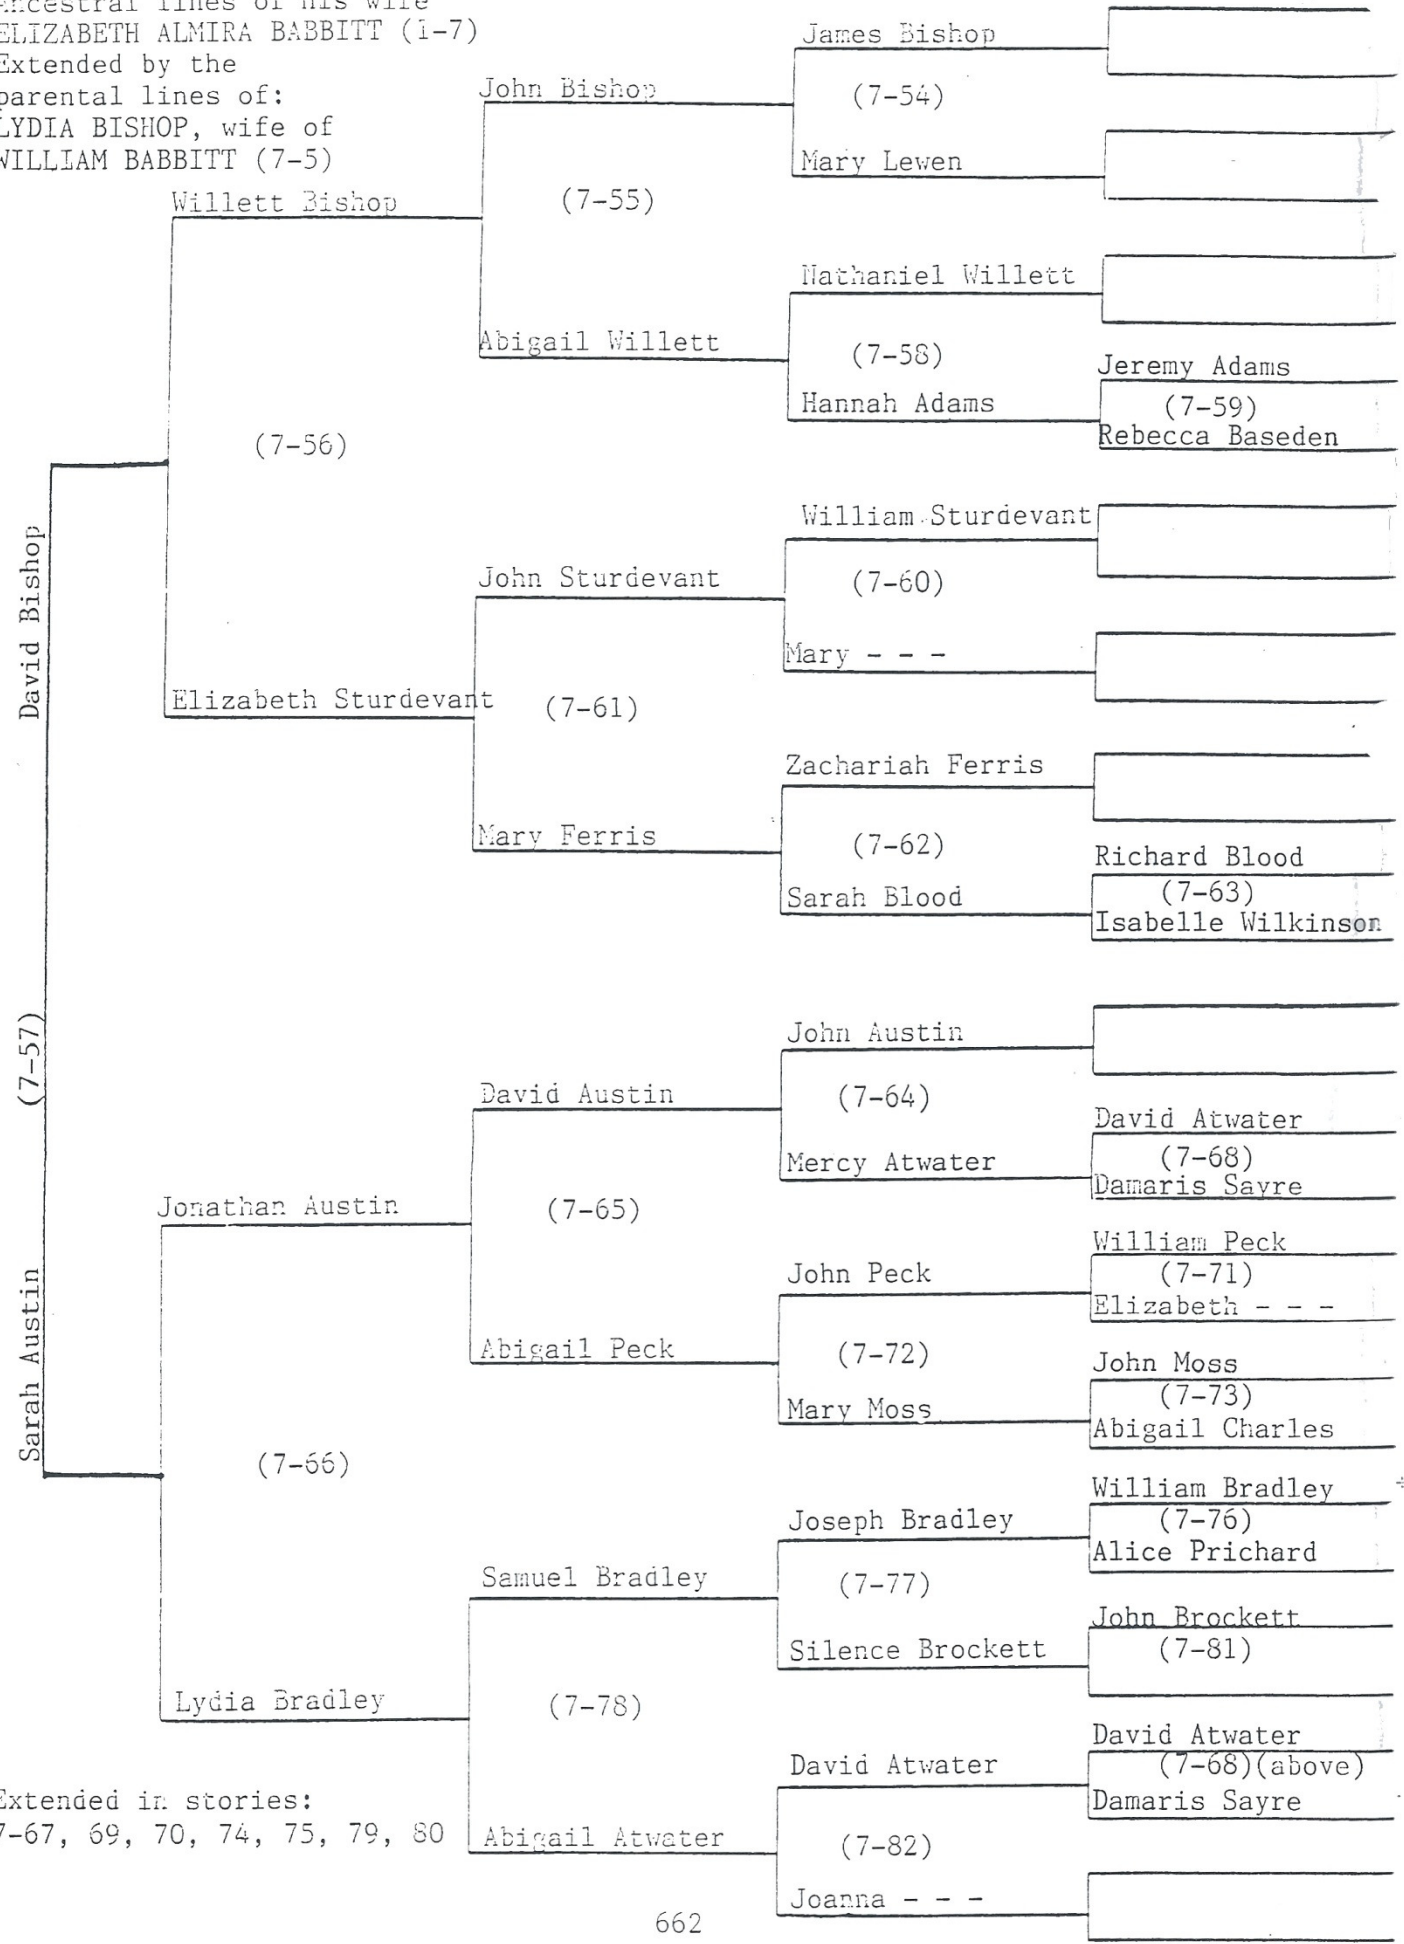 Ancestral lines of his wife
ELIZABETH ALMIRA BABBITT (1-7)
Extended by the
parental lines of:
LYDIA BISHOP, wife of
WILLIAM BABBITT (7-5)
James Bishop
John Bishop
(7-54)
Mary Lewen
Willett Bishop
(7-55)
Nathaniel Willett
Abigail Willett
(7-58)
Jeremy Adams
Hannah Adams
(7-59)
Rebecca Baseden
(7-56)
David Bishop
William Sturdevant
John Sturdevant
(7-60)
Mary - - -
Elizabeth Sturdevant
(7-61)
Zachariah Ferris
Mary Ferris
(7-62)
Richard Blood
Sarah Blood
(7-63)
Isabelle Wilkinson
(7-57)
John Austin
David Austin
(7-64)
David Atwater
Mercy Atwater
(7-68)
Damaris Sayre
Jonathan Austin
(7-65)
William Peck
John Peck
(7-71)
Elizabeth - - -
Abigail Peck
(7-72)
John Moss
(7-73)
Mary Moss
Abigail Charles
Sarah Austin
(7-66)
William Bradley
Joseph Bradley
(7-76)
Alice Prichard
Samuel Bradley
(7-77)
John Brockett
Silence Brockett
(7-81)
Lydia Bradley
(7-78)
David Atwater
David Atwater
(7-68)(above)
Damaris Sayre
Extended in stories:
7-67, 69, 70, 74, 75, 79, 80
Abigail Atwater
(7-82)
Joanna - - -
662